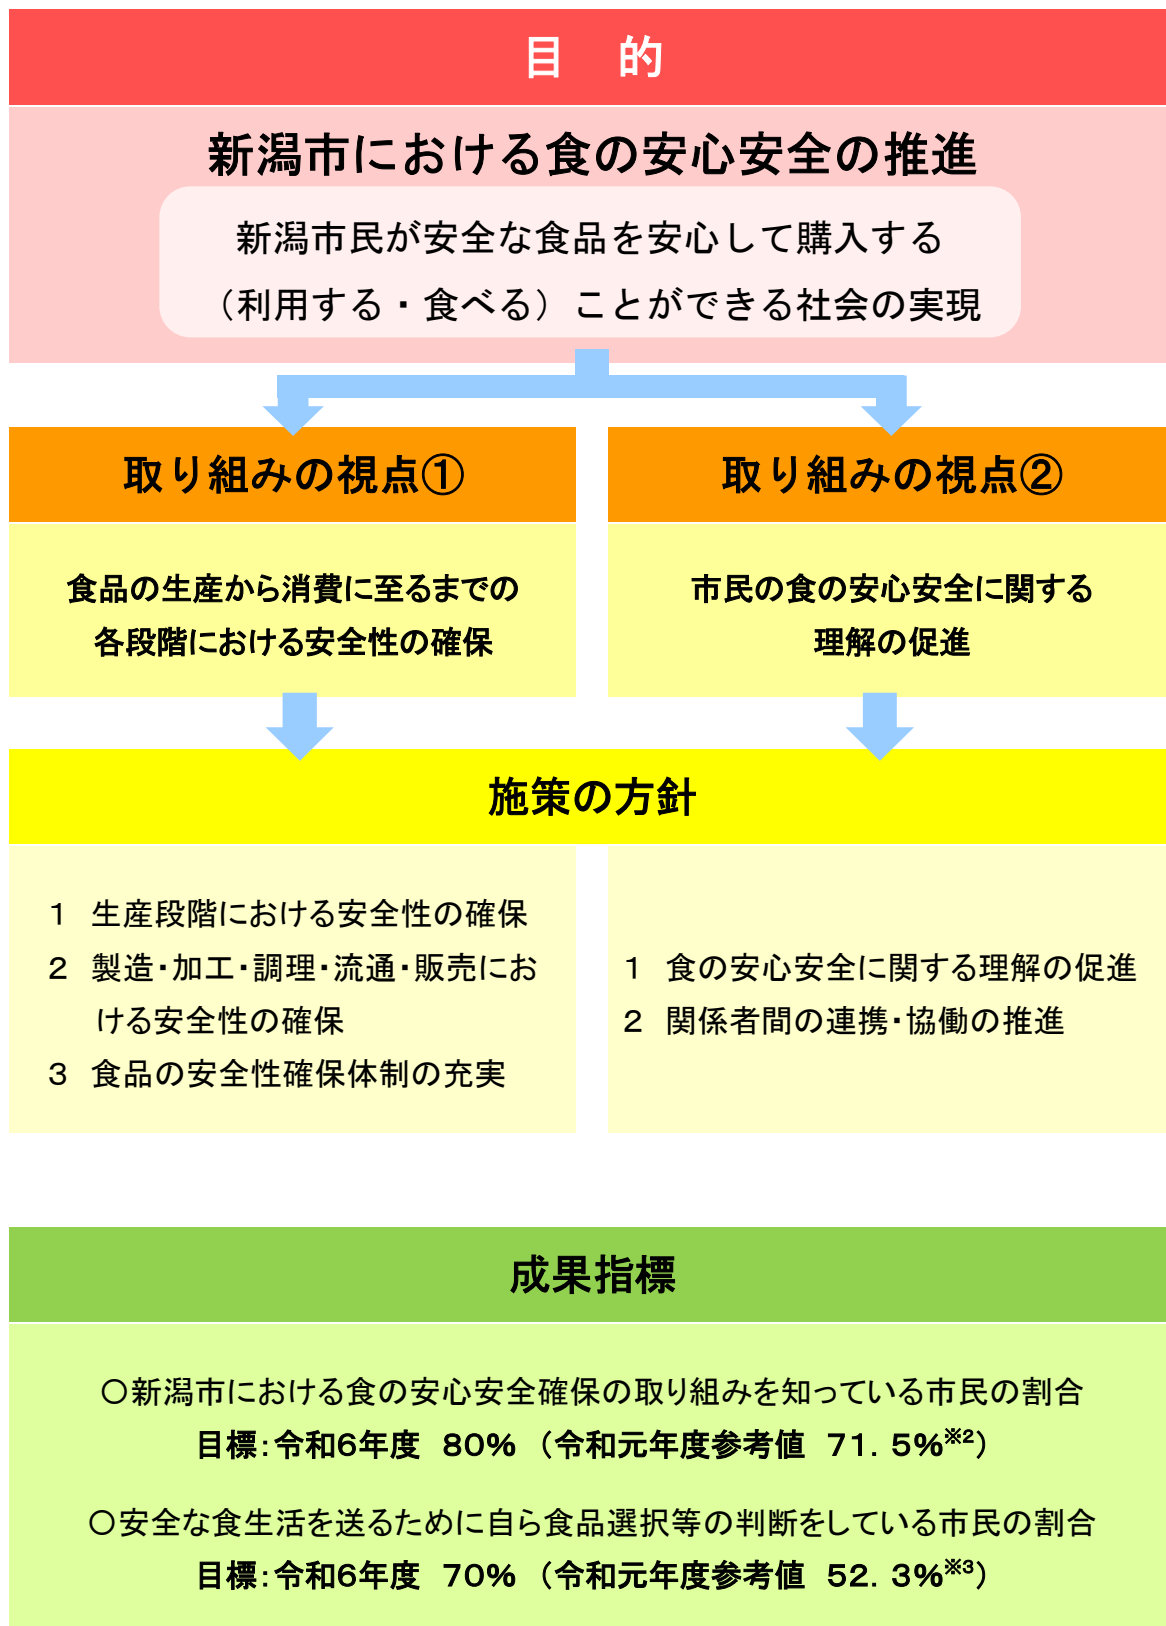 目　的
新潟市における食の安心安全の推進
新潟市民が安全な食品を安心して購入する
（利用する・食べる）ことができる社会の実現
取り組みの視点①
食品の生産から消費に至るまでの
各段階における安全性の確保
取り組みの視点②
市民の食の安心安全に関する
理解の促進
施策の方針
１　生産段階における安全性の確保
２　製造・加工・調理・流通・販売にお
ける安全性の確保
３　食品の安全性確保体制の充実
１　食の安心安全に関する理解の促進
２　関係者間の連携・協働の推進
成果指標
○新潟市における食の安心安全確保の取り組みを知っている市民の割合
目標：令和６年度　８０％　（令和元年度参考値　７１．５％※2）
○安全な食生活を送るために自ら食品選択等の判断をしている市民の割合
目標：令和６年度　７０％　（令和元年度参考値　５２．３％※3）